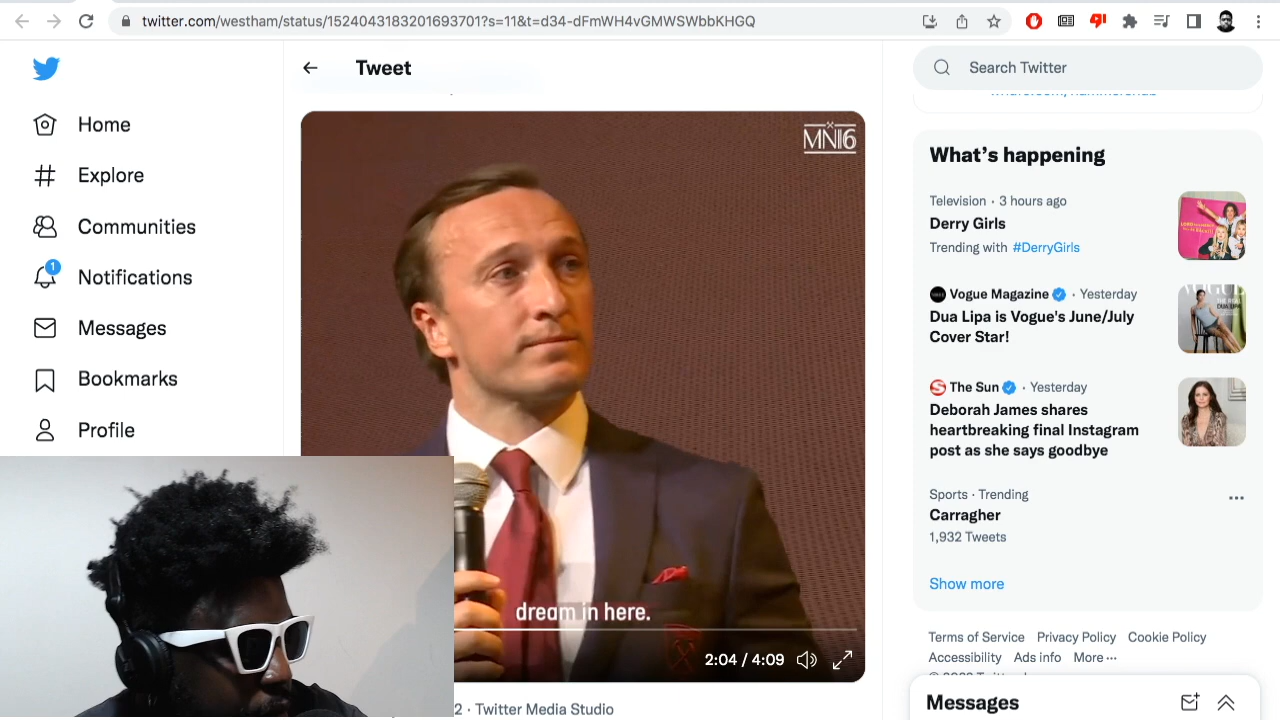 twitter.com/westham/status/1524043183201693701?s=11&t=d34-dFmWH4vGMWSWbbKHGQ
Tweet
Search Twitter
Home
Explore
Communities
1
Notifications
Messages
Bookmarks
Profile
MN16
dream in here.
2:04 / 4:09
2 · Twitter Media Studio
What's happening
Television · 3 hours ago
Derry Girls
Trending with #DerryGirls
Vogue Magazine · Yesterday
Dua Lipa is Vogue's June/July
Cover Star!
The Sun · Yesterday
Deborah James shares
heartbreaking final Instagram
post as she says goodbye
Sports · Trending
Carragher
1,932 Tweets
Show more
Terms of Service Privacy Policy Cookie Policy
Accessibility Ads info More ···
Messages